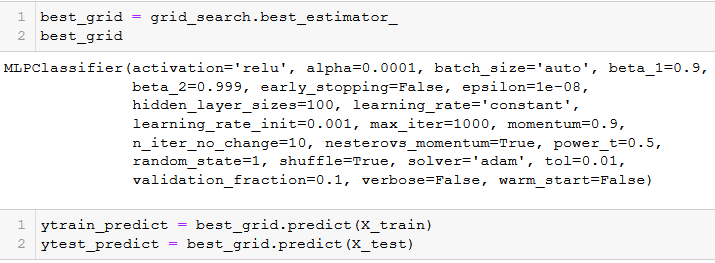 1 best_grid = grid_search.best_estimator_
2 best_grid
MLPClassifier(activation='relu', alpha=0.0001, batch_size='auto', beta_1=0.9,
beta_2=0.999, early_stopping=False, epsilon=1e-08,
hidden_layer_sizes=100, learning_rate='constant',
learning_rate_init=0.001, max_iter=1000, momentum=0.9,
n_iter_no_change=10, nesterovs_momentum=True, power_t=0.5,
random_state=1, shuffle=True, solver='adam', tol=0.01,
validation_fraction=0.1, verbose=False, warm_start=False)
1 ytrain_predict = best_grid.predict(X_train)
2 ytest_predict = best_grid.predict(X_test)